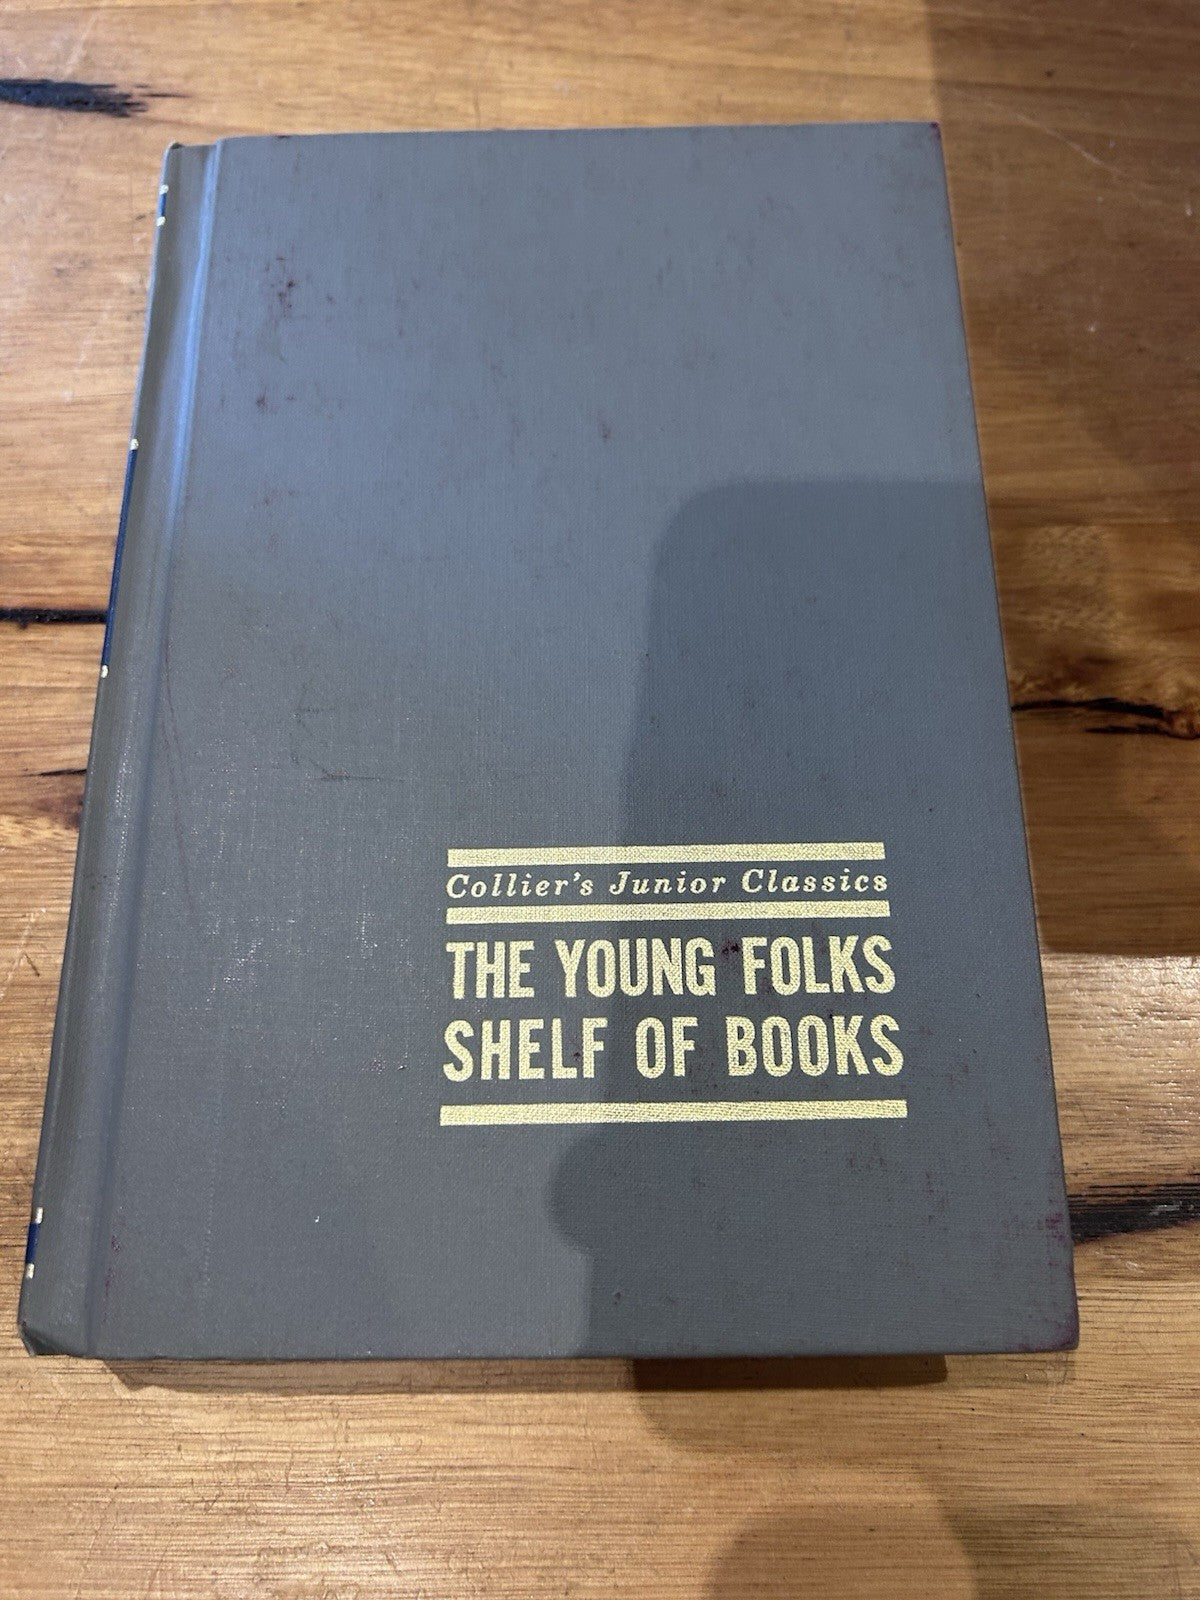 Collier's Junior Classics
THE YOUNG FOLKS
SHELF OF BOOKS